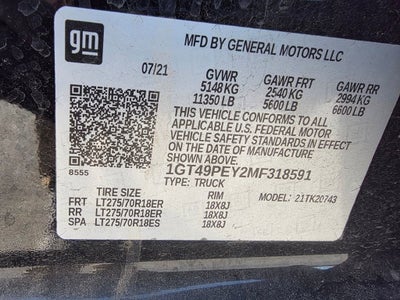 gm
MFD BY GENERAL MOTORS LLC
07/21
GVWR GAWR FRT GAWR RR
5148 KG 2540 KG 2994 KG
11350 LB 5600 LB 6600 LB
THIS VEHICLE CONFORMS TO ALL
APPLICABLE U.S. FEDERAL MOTOR
VEHICLE SAFETY STANDARDS IN EFFECT
ON THE DATE OF MANUFACTURE
SHOWN ABOVE.
1GT49PEY2MF318591
8555
TYPE: TRUCK
TIRE SIZE RIM MODEL: 21TK20743
FRT LT275/70R18ER 18X8J
RR LT275/70R18ER 18X8J
SPA LT275/70R18ES 18X8J